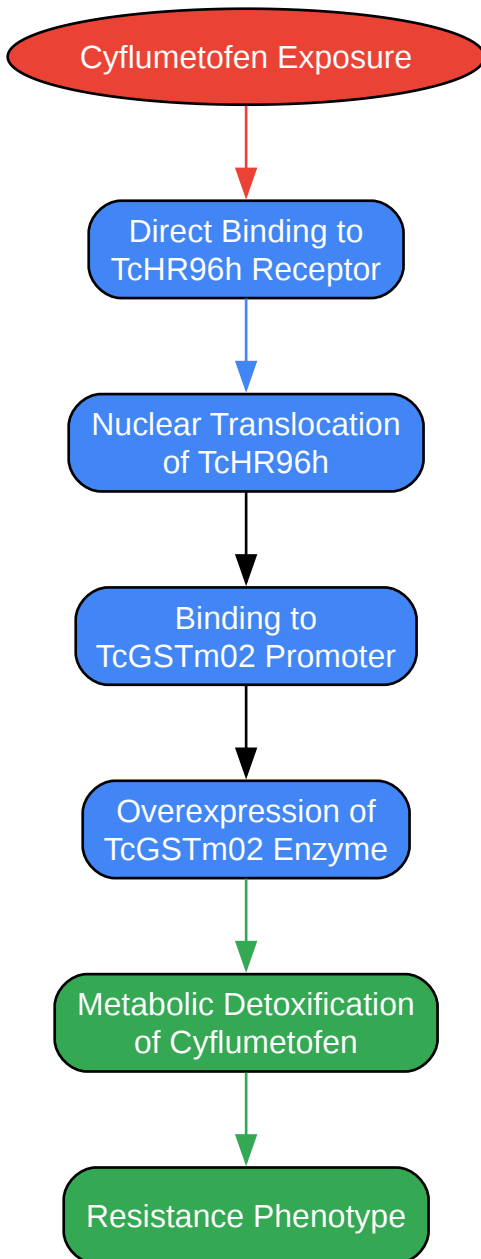 Cyflumetofen Exposure
Direct Binding to
TcHR96h Receptor
Nuclear Translocation
of TcHR96h
Binding to
TcGSTm02 Promoter
Overexpression of
TcGSTm02 Enzyme
Metabolic Detoxification
of Cyflumetofen
Resistance Phenotype